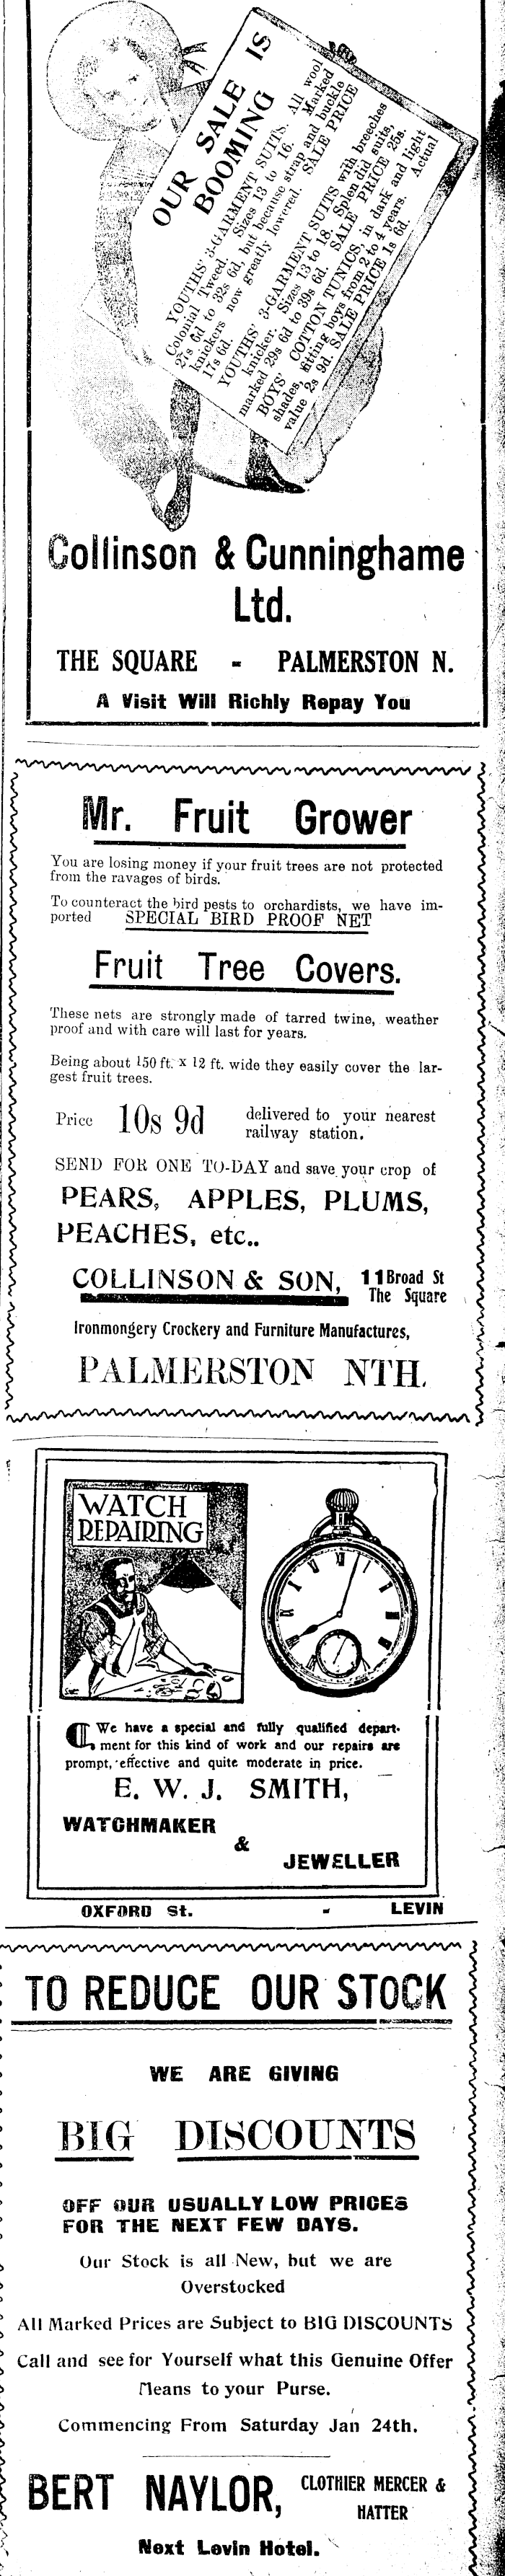 OUR SALE IS
BOOMING
YOUTHS' 3-GARMENT SUITS. All wool
Colonial Tweed. Sizes 13 to 16. Marked
27s 6d to 32s 6d, but because strap and buckle
knickers now greatly lowered. SALE PRICE
17s 6d.
YOUTHS' 3-GARMENT SUITS with breeches
knicker. Sizes 13 to 18. Splendid suits,
marked 29s 6d to 39s 6d. SALE PRICE 25s.
BOYS' COTTON TUNICS, in dark and light
shades, fitting boys from 2 to 4 years. Actual
value 2s 9d. SALE PRICE 1s 6d.
Collinson & Cunninghame
Ltd.
THE SQUARE - PALMERSTON N.
A Visit Will Richly Repay You
Mr. Fruit Grower
You are losing money if your fruit trees are not protected
from the ravages of birds.
To counteract the bird pests to orchardists, we have im-
ported SPECIAL BIRD PROOF NET
Fruit Tree Covers.
These nets are strongly made of tarred twine, weather
proof and with care will last for years.
Being about 150 ft. x 12 ft. wide they easily cover the lar-
gest fruit trees.
Price 10s 9d delivered to your nearest
railway station.
SEND FOR ONE TO-DAY and save your crop of
PEARS, APPLES, PLUMS,
PEACHES, etc..
COLLINSON & SON, 11 Broad St
The Square
Ironmongery Crockery and Furniture Manufactures,
PALMERSTON NTH.
WATCH
REPAIRING
We have a special and fully qualified depart-
ment for this kind of work and our repairs are
prompt, effective and quite moderate in price.
E. W. J. SMITH,
WATCHMAKER
&
JEWELLER
OXFORD St. - LEVIN
TO REDUCE OUR STOCK
WE ARE GIVING
BIG DISCOUNTS
OFF OUR USUALLY LOW PRICES
FOR THE NEXT FEW DAYS.
Our Stock is all New, but we are
Overstocked
All Marked Prices are Subject to BIG DISCOUNTS
Call and see for Yourself what this Genuine Offer
Means to your Purse.
Commencing From Saturday Jan 24th.
BERT NAYLOR, CLOTHIER MERCER &
HATTER
Next Levin Hotel.